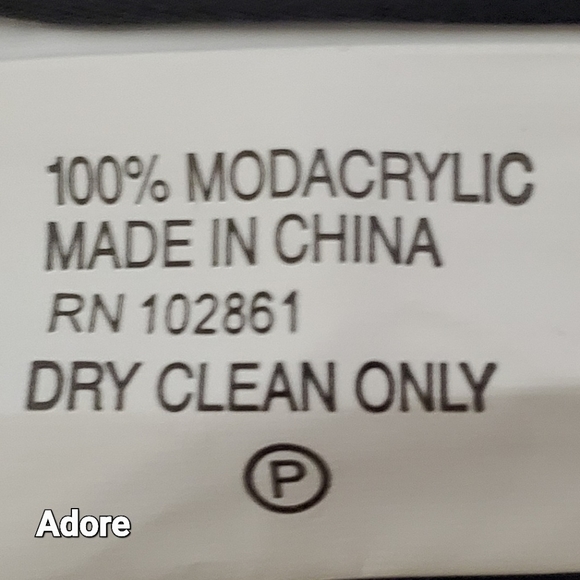 100% MODACRYLIC
MADE IN CHINA
RN 102861
DRY CLEAN ONLY
P
Adore